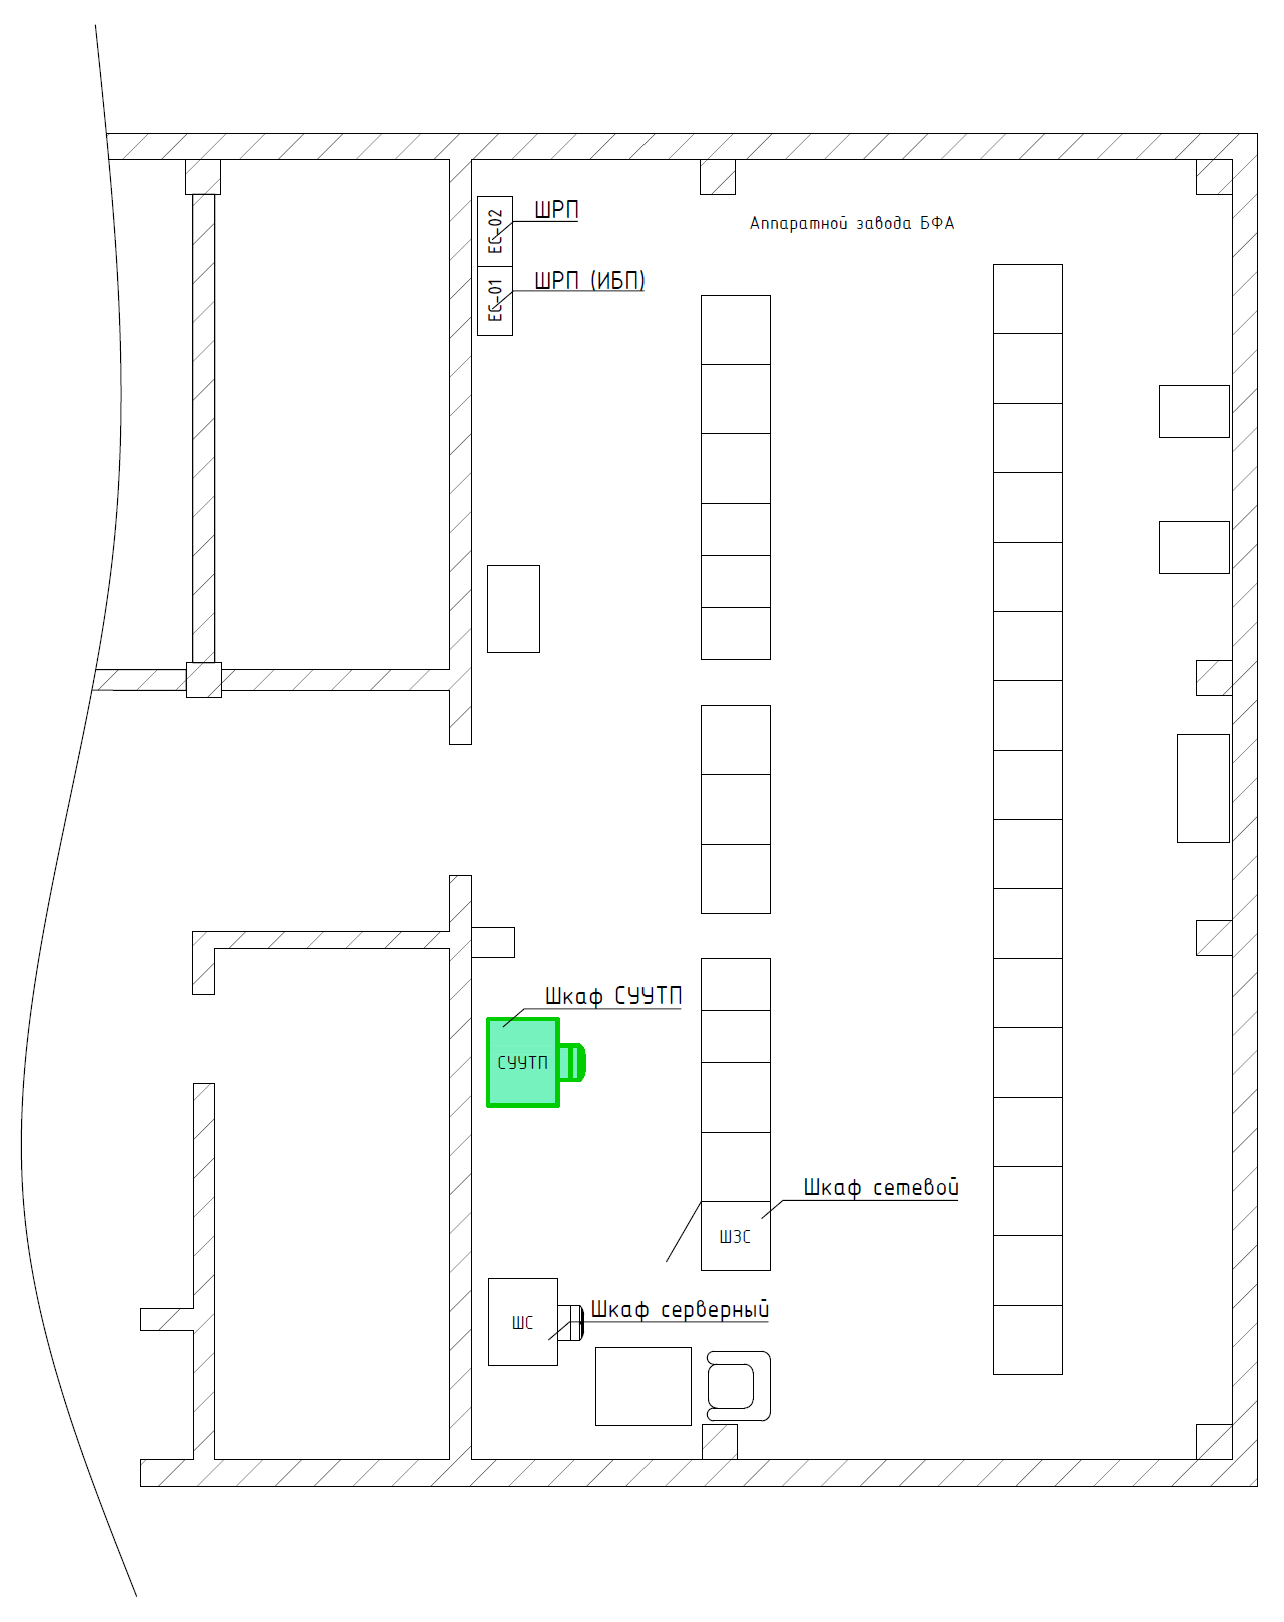 ШРП
ЕС-02
Аппаратной завода БФА
ШРП (ИБП)
ЕС-01
Шкаф СУУТП
СУУТП
Шкаф сетевой
ШЗС
Шкаф серверный
ШС